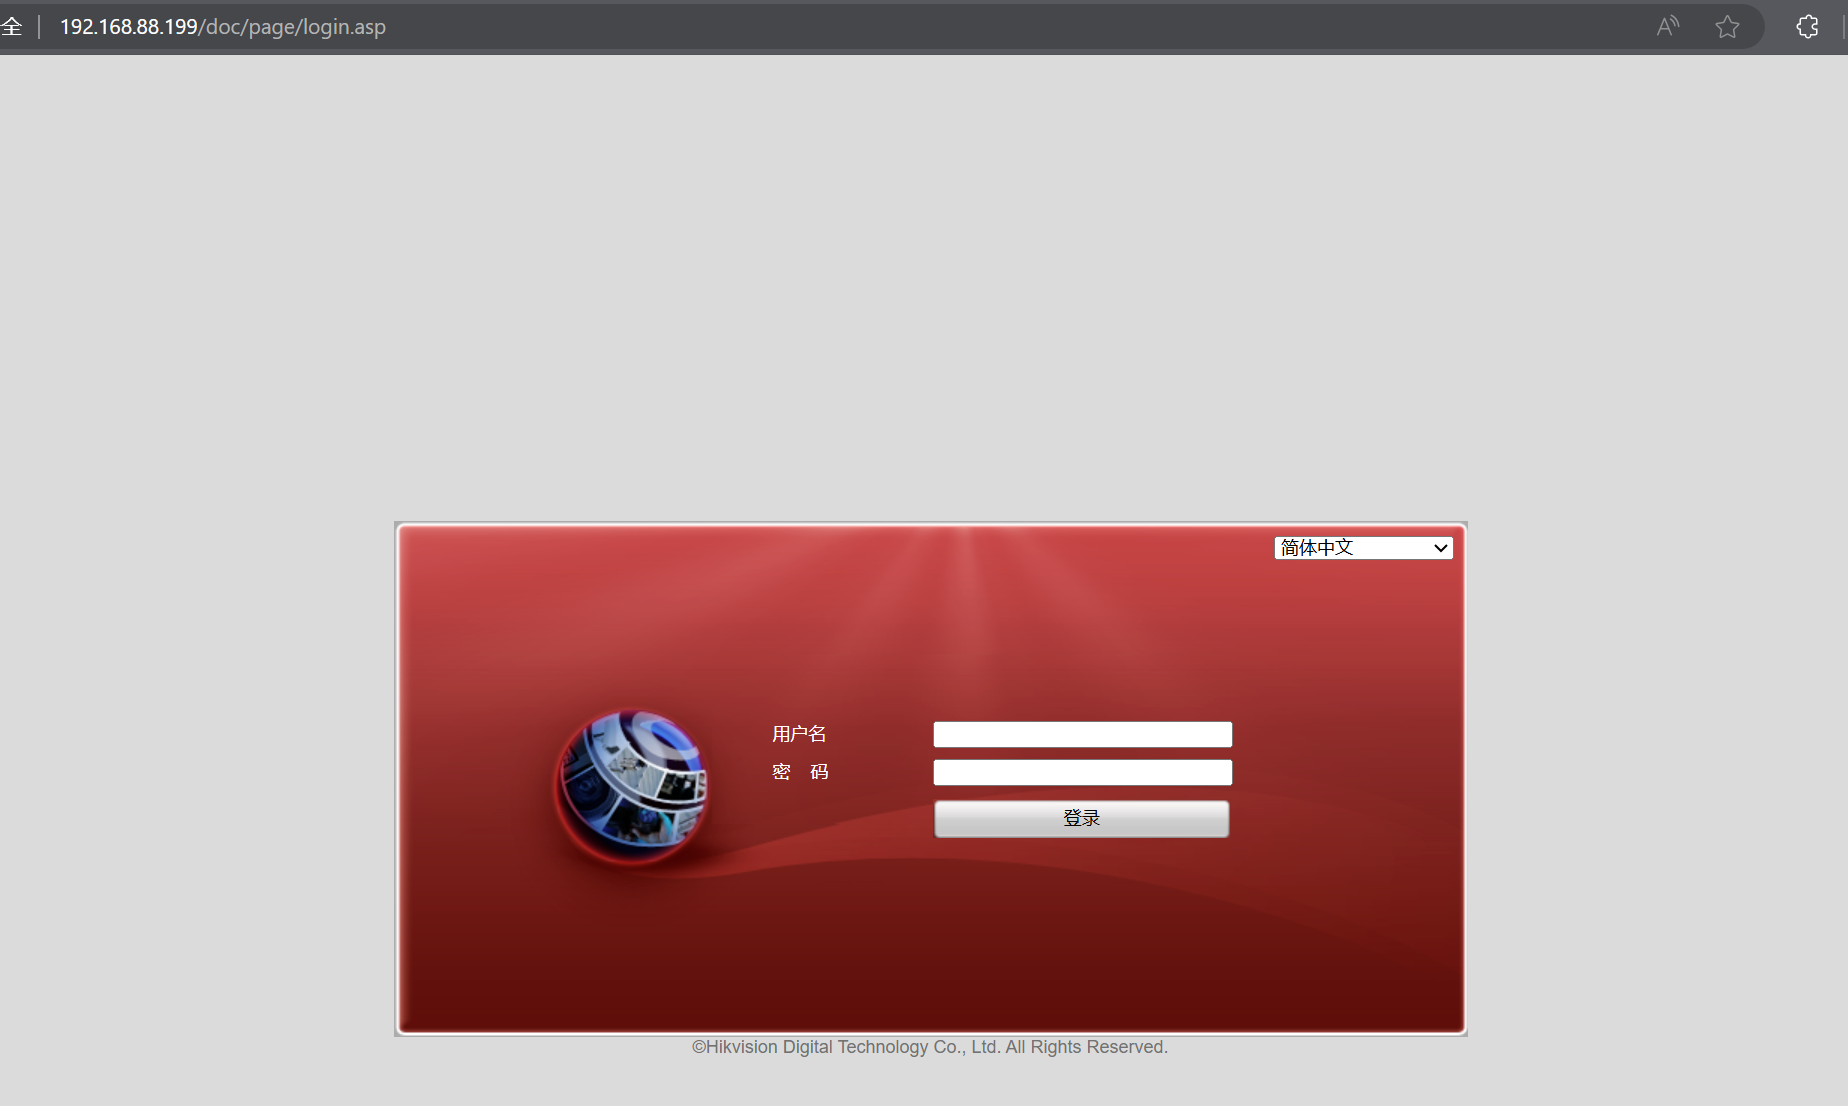 全 192.168.88.199/doc/page/login.asp
简体中文
用户名
密 码
登录
©Hikvision Digital Technology Co., Ltd. All Rights Reserved.